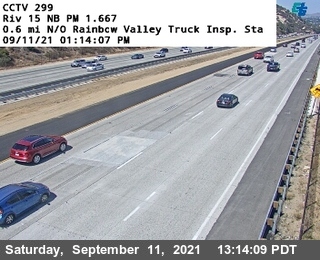 CCTV 299
Riv 15 NB PM 1.667
0.6 mi N/O Rainbow Valley Truck Insp. Sta
09/11/21 01:14:07 PM
Saturday, September 11, 2021 13:14:09 PDT